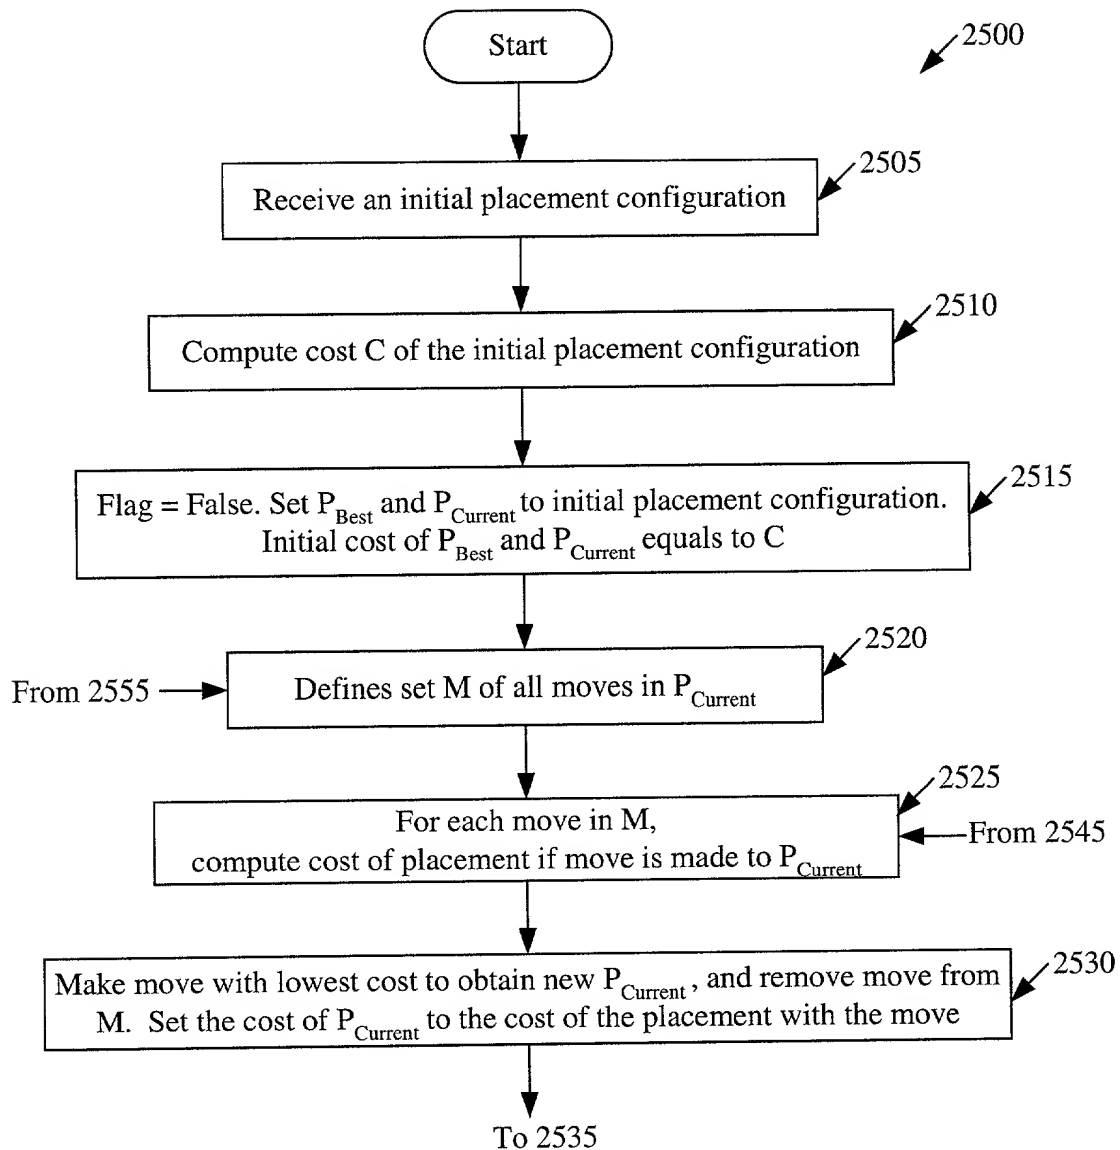 Start
2500
2505
Receive an initial placement configuration
2510
Compute cost C of the initial placement configuration
2515
Flag = False. Set P_Best and P_Current to initial placement configuration.
Initial cost of P_Best and P_Current equals to C
2520
From 2555
Defines set M of all moves in P_Current
2525
For each move in M,
From 2545
compute cost of placement if move is made to P_Current
2530
Make move with lowest cost to obtain new P_Current, and remove move from
M. Set the cost of P_Current to the cost of the placement with the move
To 2535